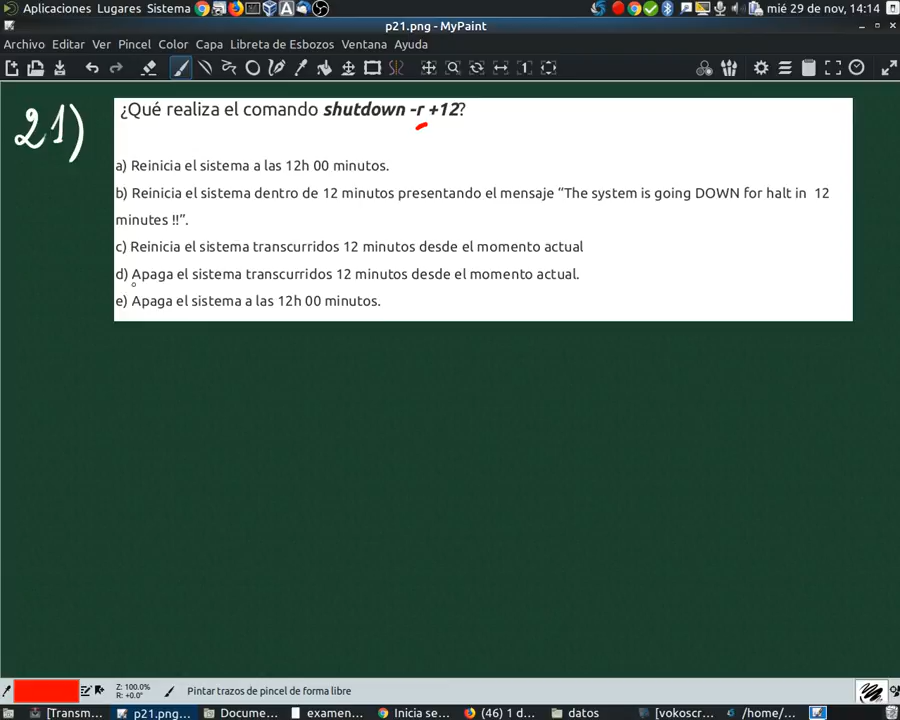 Aplicaciones Lugares Sistema mié 29 de nov, 14:14
p21.png - MyPaint
Archivo Editar Ver Pincel Color Capa Libreta de Esbozos Ventana Ayuda
21)
¿Qué realiza el comando shutdown -r +12?
a) Reinicia el sistema a las 12h 00 minutos.
b) Reinicia el sistema dentro de 12 minutos presentando el mensaje “The system is going DOWN for halt in 12
minutes !!”.
c) Reinicia el sistema transcurridos 12 minutos desde el momento actual
d) Apaga el sistema transcurridos 12 minutos desde el momento actual.
e) Apaga el sistema a las 12h 00 minutos.
Z: 100.0%
R: +0.0°
Pintar trazos de pincel de forma libre
[Transm... p21.png... Docume... examen... Inicia se... (46) 1 d... datos [vokoscr... /home/...